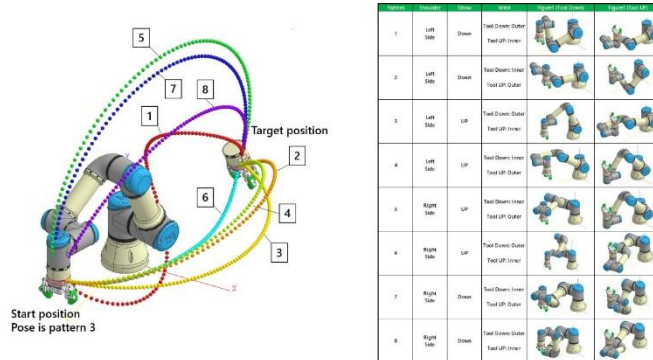 5
7
8
1
Target position
2
6
4
3
X
Start position
Pose is pattern 3
Pattern Shoulder Elbow Wrist Figure1 (Tool Down) Figure2 (Tool UP)
1 Left Side Down Tool Down: Outer Tool UP: Inner
2 Left Side Down Tool Down: Inner Tool UP: Outer
3 Left Side UP Tool Down: Outer Tool UP: Inner
4 Left Side UP Tool Down: Inner Tool UP: Outer
5 Right Side UP Tool Down: Inner Tool UP: Outer
6 Right Side UP Tool Down: Outer Tool UP: Inner
7 Right Side Down Tool Down: Inner Tool UP: Outer
8 Right Side Down Tool Down: Outer Tool UP: Inner